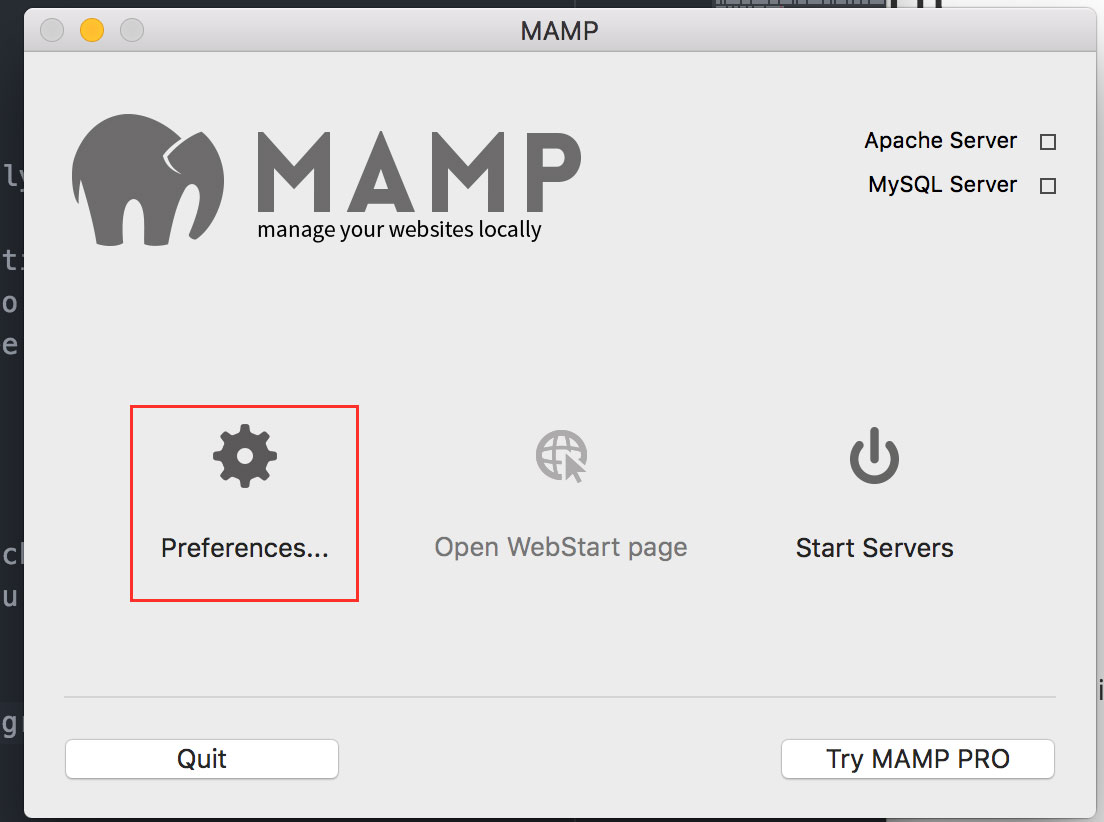 MAMP
MAMP
manage your websites locally
Apache Server
MySQL Server
Preferences...
Open WebStart page
Start Servers
Quit
Try MAMP PRO